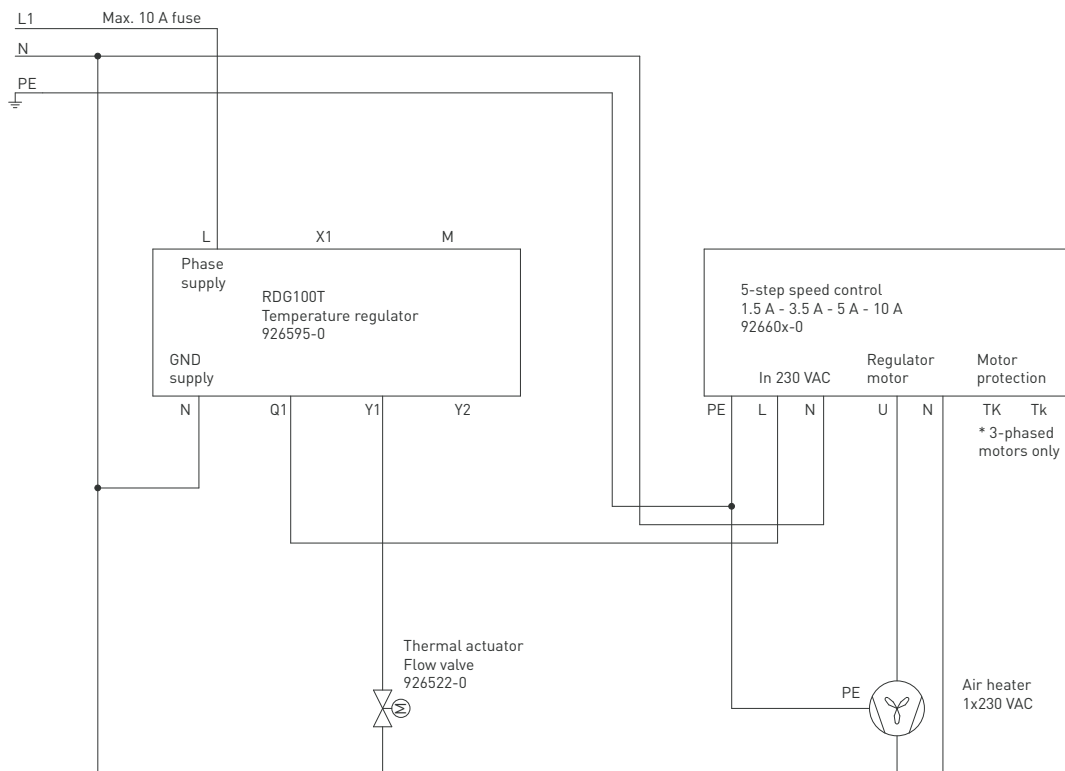 L1 Max. 10 A fuse
N
PE
L X1 M
Phase
supply
RDG100T
Temperature regulator
926595-0
GND
supply
N Q1 Y1 Y2
5-step speed control
1.5 A - 3.5 A - 5 A - 10 A
92660x-0
In 230 VAC
Regulator
motor
Motor
protection
PE L N U N TK Tk
* 3-phased
motors only
Thermal actuator
Flow valve
926522-0
M
PE
Air heater
1x230 VAC